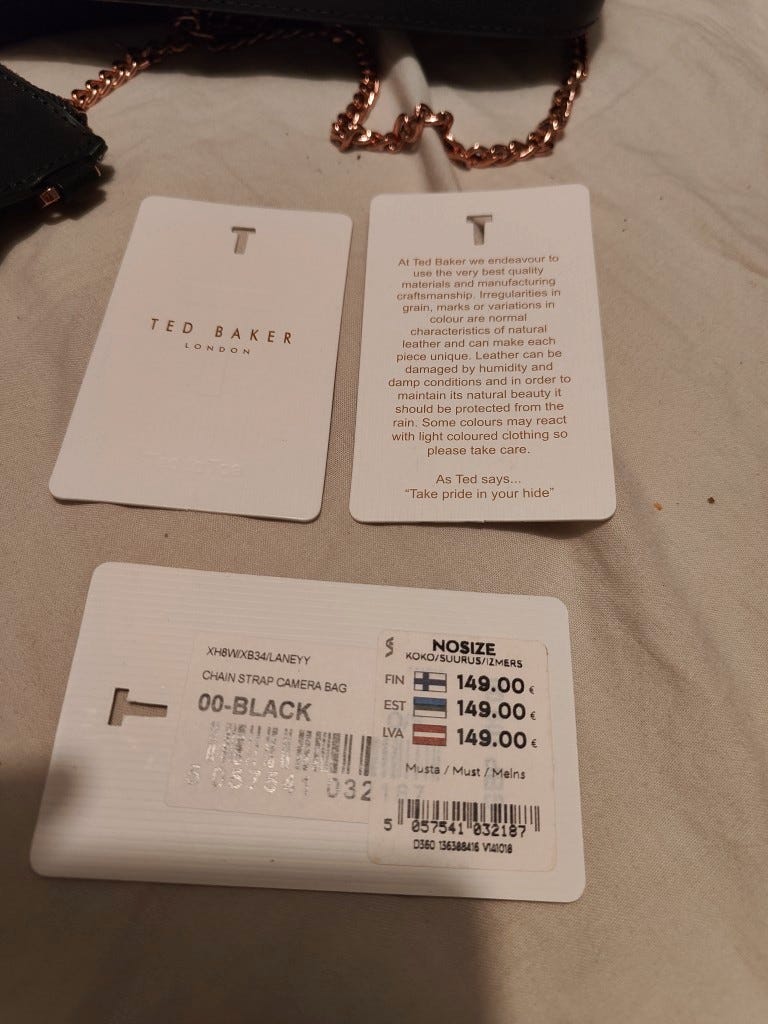 T
TED BAKER
LONDON
T
At Ted Baker we endeavour to
use the very best quality
materials and manufacturing
craftsmanship. Irregularities in
grain, marks or variations in
colour are normal
characteristics of natural
leather and can make each
piece unique. Leather can be
damaged by humidity and
damp conditions and in order to
maintain its natural beauty it
should be protected from the
rain. Some colours may react
with light coloured clothing so
please take care.
As Ted says...
“Take pride in your hide”
T
XH8W/XB34/LANEYY
CHAIN STRAP CAMERA BAG
00-BLACK
5 057541 032187
NOSIZE
KOKO/SUURUS/IZMERS
FIN 149.00 €
EST 149.00 €
LVA 149.00 €
Musta / Must / Melns
5 057541 032187
D360 136388416 V141018